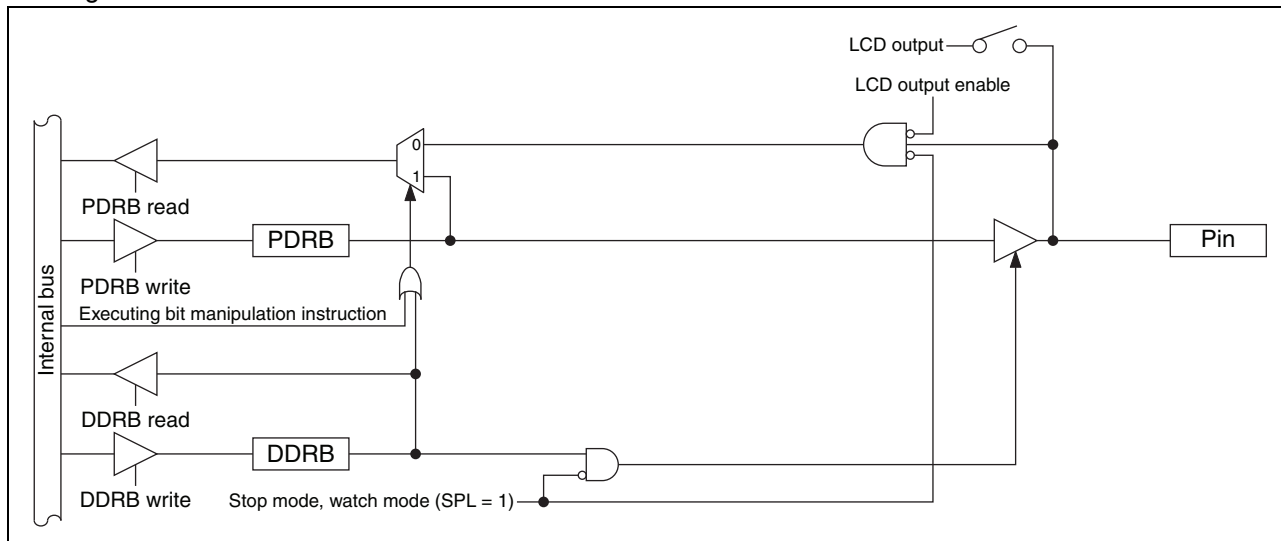 LCD output
LCD output enable
0
1
PDRB read
PDRB
Pin
PDRB write
Executing bit manipulation instruction
Internal bus
DDRB read
DDRB
DDRB write
Stop mode, watch mode (SPL = 1)